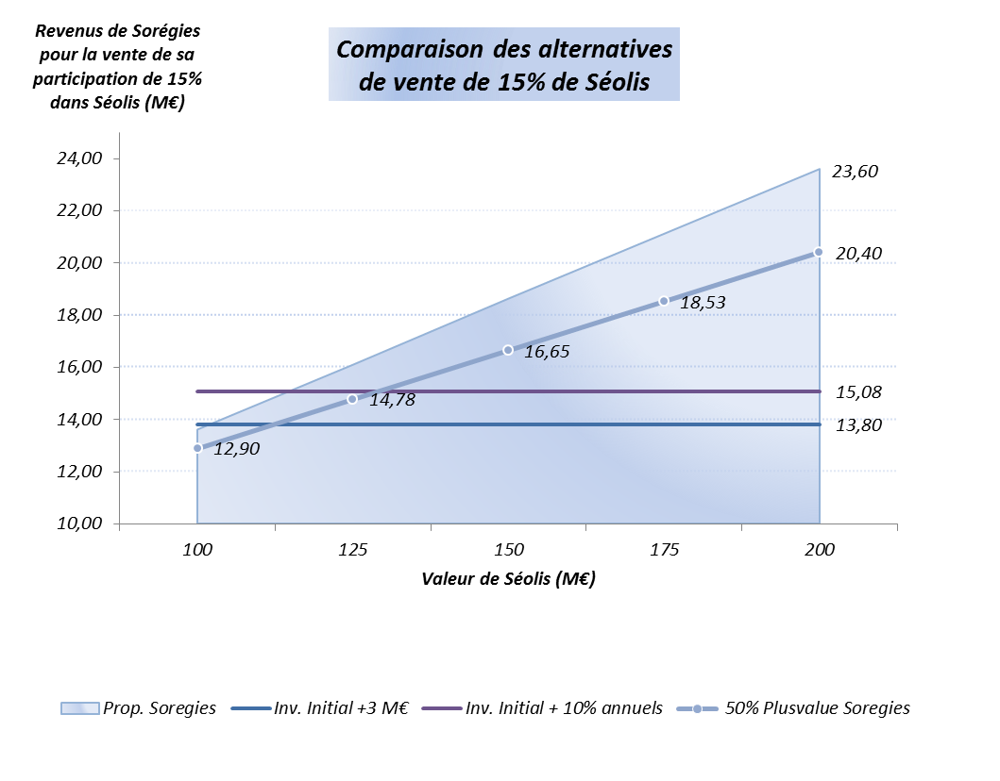 Revenus de Sorégies
pour la vente de sa
participation de 15%
dans Séolis (M€)
Comparaison des alternatives
de vente de 15% de Séolis
24,00
22,00
20,00
18,00
16,00
14,00
12,00
10,00
23,60
20,40
18,53
16,65
15,08
14,78
13,80
12,90
100
125
150
175
200
Valeur de Séolis (M€)
Prop. Soregies
Inv. Initial +3 M€
Inv. Initial + 10% annuels
50% Plusvalue Soregies